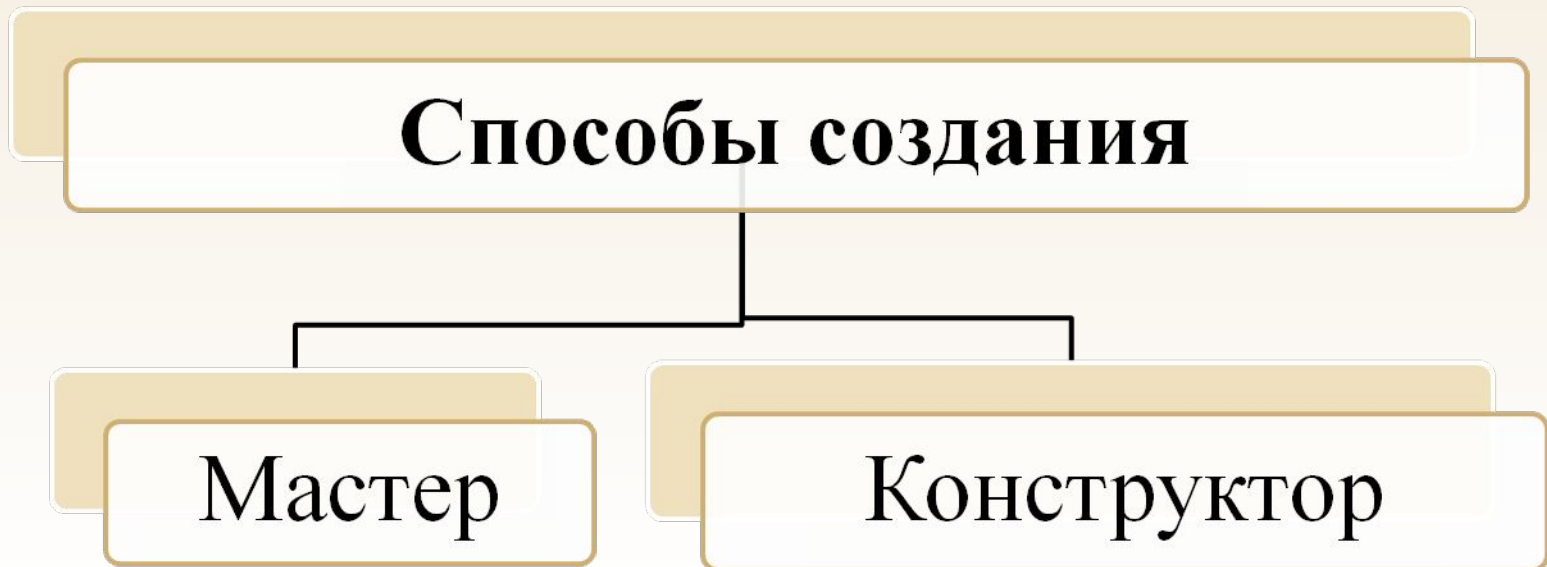 Способы создания
Мастер
Конструктор